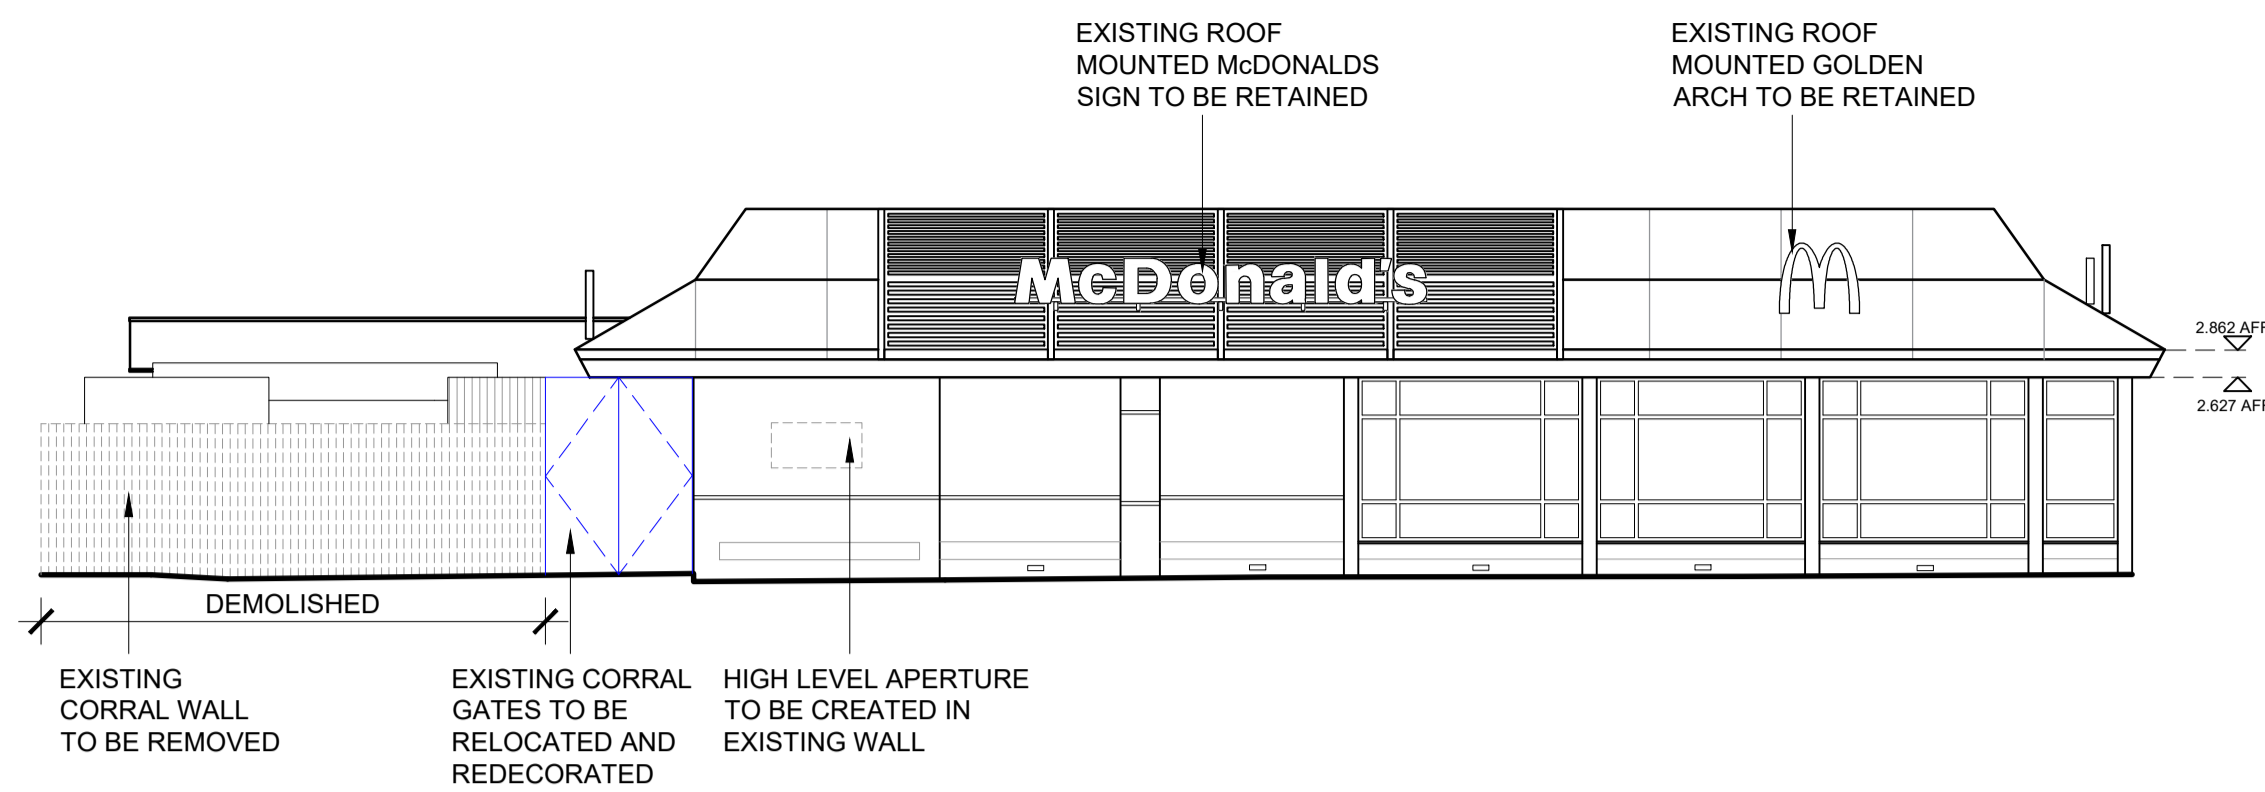 EXISTING ROOF
MOUNTED McDONALDS
SIGN TO BE RETAINED
EXISTING ROOF
MOUNTED GOLDEN
ARCH TO BE RETAINED
McDonald's
2.862 AFF
2.627 AFF
DEMOLISHED
EXISTING
CORRAL WALL
TO BE REMOVED
EXISTING CORRAL
GATES TO BE
RELOCATED AND
REDECORATED
HIGH LEVEL APERTURE
TO BE CREATED IN
EXISTING WALL